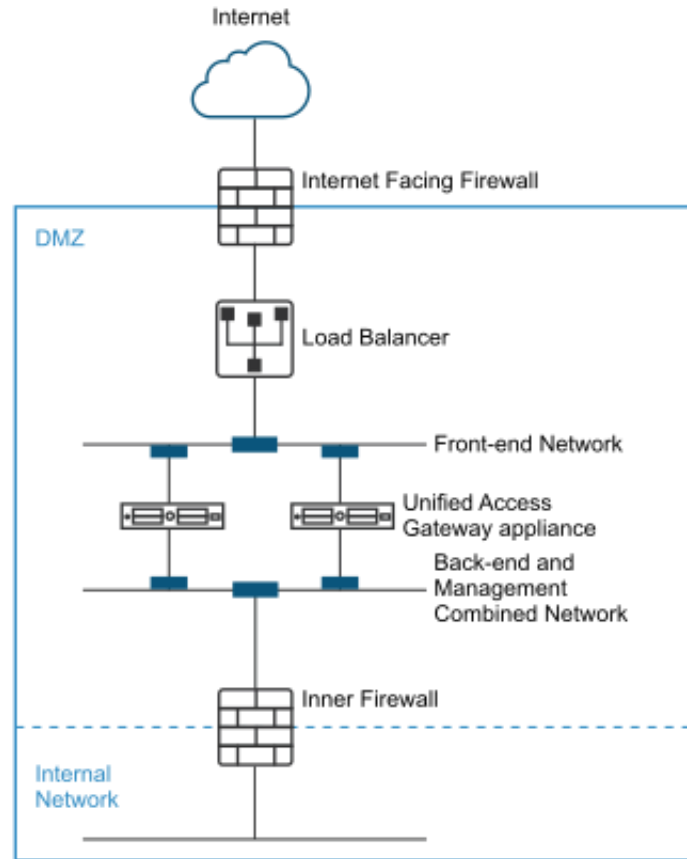 Internet
Internet Facing Firewall
DMZ
Load Balancer
Front-end Network
Unified Access
Gateway appliance
Back-end and
Management
Combined Network
Inner Firewall
Internal
Network